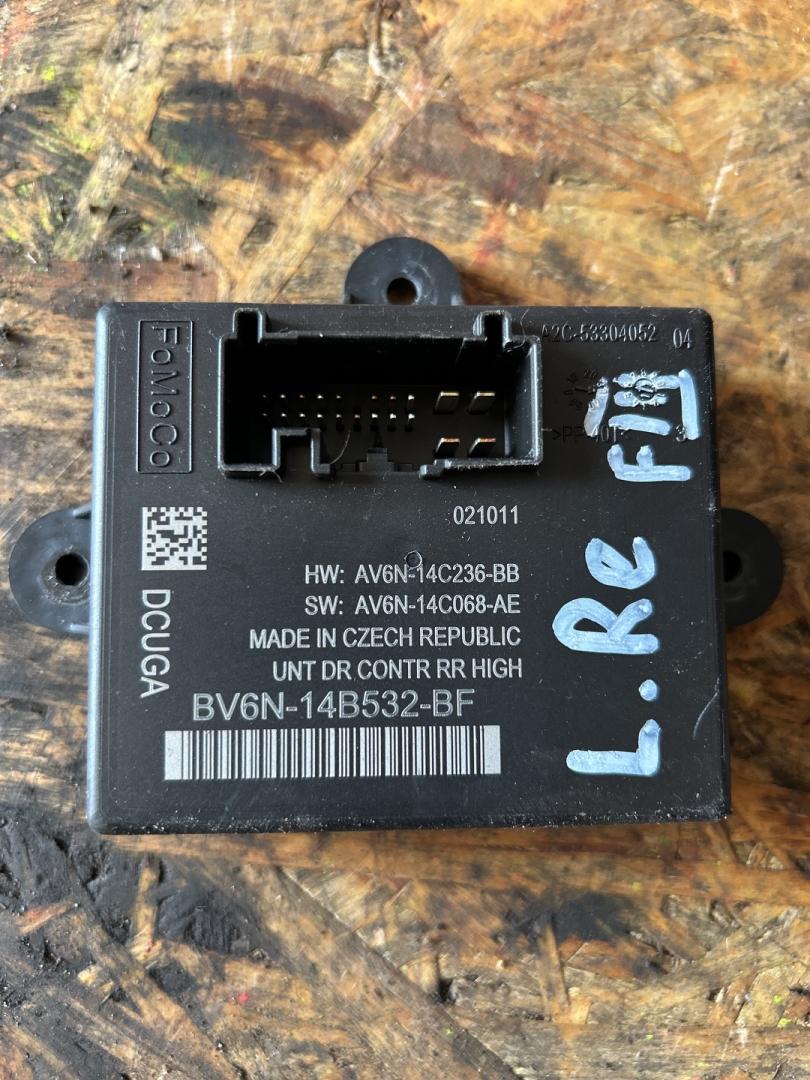 FoMoCo
A2C-53304052 04
021011
HW: AV6N-14C236-BB
SW: AV6N-14C068-AE
MADE IN CZECH REPUBLIC
UNT DR CONTR RR HIGH
BV6N-14B532-BF
DCUGA
L. Re